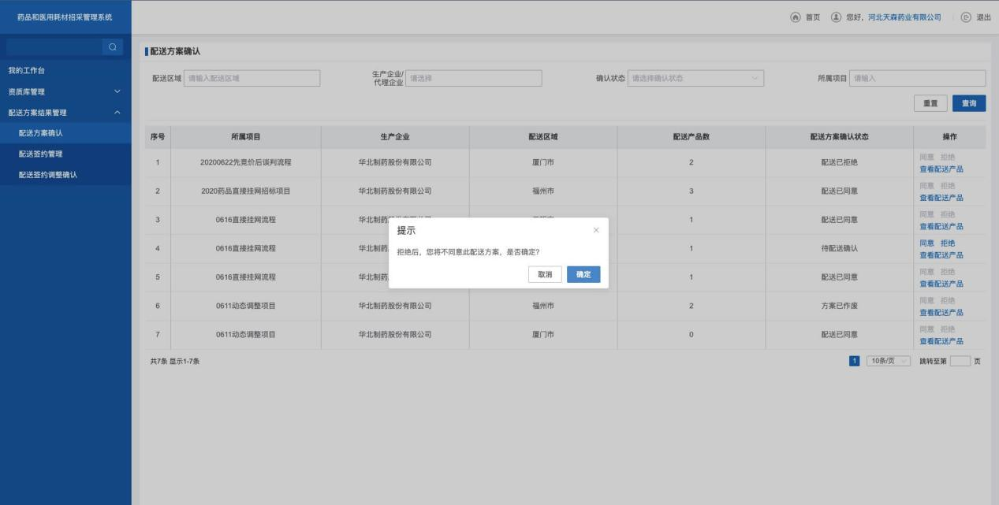 药品和医用耗材招采管理系统
首页 您好，河北天森药业有限公司 退出
我的工作台
资质库管理
配送方案结果管理
配送方案确认
配送签约管理
配送签约调整确认
配送方案确认
配送区域 请输入配送区域
生产企业/
代理企业 请选择
确认状态 请选择确认状态
所属项目 请输入
重置 查询
序号 所属项目 生产企业 配送区域 配送产品数 配送方案确认状态 操作
1 20200622先竞价后谈判流程 华北制药股份有限公司 厦门市 2 配送已拒绝 同意 拒绝
查看配送产品
2 2020药品直接挂网招标项目 华北制药股份有限公司 福州市 3 配送已同意 同意 拒绝
查看配送产品
3 0616直接挂网流程 华北制药 1 配送已同意 同意 拒绝
查看配送产品
4 0616直接挂网流程 华北制药 1 待配送确认 同意 拒绝
查看配送产品
5 0616直接挂网流程 华北制药 1 配送已同意 同意 拒绝
查看配送产品
6 0611动态调整项目 华北制药股份有限公司 福州市 2 方案已作废 同意 拒绝
查看配送产品
7 0611动态调整项目 华北制药股份有限公司 厦门市 0 配送已同意 同意 拒绝
查看配送产品
提示
拒绝后，您将不同意此配送方案，是否确定？
取消 确定
共7条 显示1-7条
1 10条/页 跳转至第 页